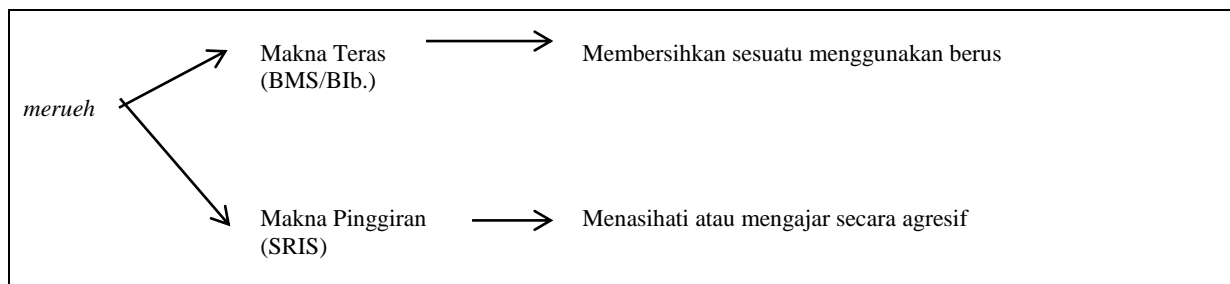 Makna Teras
(BMS/BIb.)
Membersihkan sesuatu menggunakan berus
merueh
Makna Pinggiran
(SRIS)
Menasihati atau mengajar secara agresif